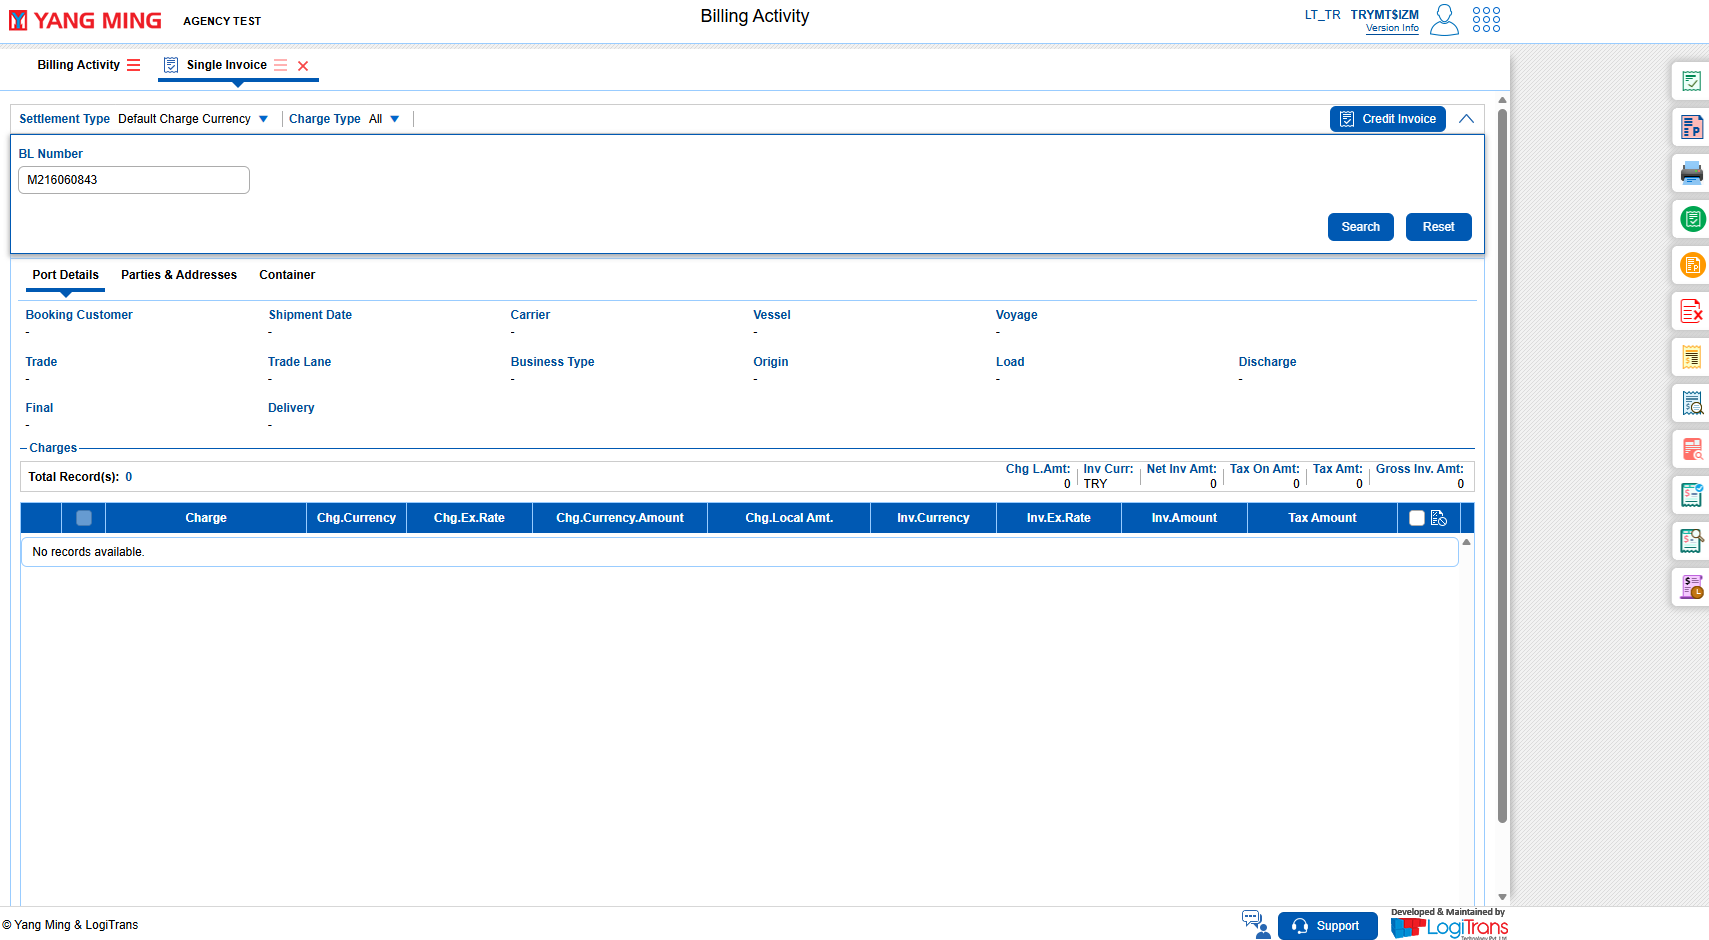 YANG MING AGENCY TEST Billing Activity LT_TR TRYMT$IZM
Version Info
Billing Activity Single Invoice
Settlement Type Default Charge Currency Charge Type All Credit Invoice
BL Number
M216060843
Search Reset
Port Details Parties & Addresses Container
Booking Customer Shipment Date Carrier Vessel Voyage
- - - - -
Trade Trade Lane Business Type Origin Load Discharge
- - - - - -
Final Delivery
- -
Charges
Total Record(s): 0 Chg L.Amt: Inv Curr: Net Inv Amt: Tax On Amt: Tax Amt: Gross Inv. Amt:
0 TRY 0 0 0 0
Charge Chg.Currency Chg.Ex.Rate Chg.Currency.Amount Chg.Local Amt. Inv.Currency Inv.Ex.Rate Inv.Amount Tax Amount
No records available.
© Yang Ming & LogiTrans Support Developed & Maintained by
LogiTrans
Technology Pvt. Ltd.